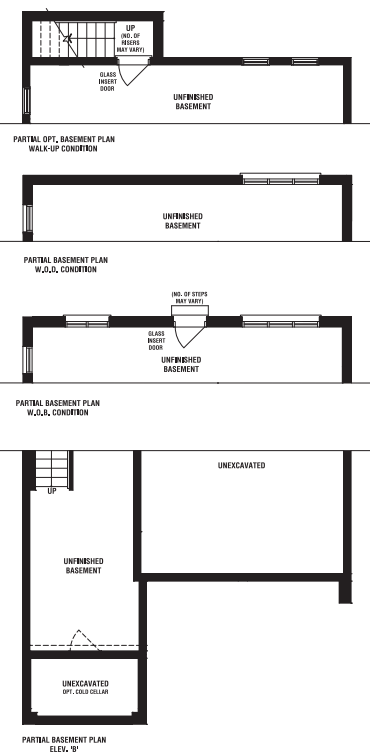 UP
(NO. OF
RISERS
MAY VARY)
GLASS
INSERT
DOOR
UNFINISHED
BASEMENT
PARTIAL OPT. BASEMENT PLAN
WALK-UP CONDITION
UNFINISHED
BASEMENT
PARTIAL BASEMENT PLAN
W.O.D. CONDITION
(NO. OF STEPS
MAY VARY)
GLASS
INSERT
DOOR
UNFINISHED
BASEMENT
PARTIAL BASEMENT PLAN
W.O.B. CONDITION
UNEXCAVATED
UP
UNFINISHED
BASEMENT
UNEXCAVATED
OPT. COLD CELLAR
PARTIAL BASEMENT PLAN
ELEV. 'B'